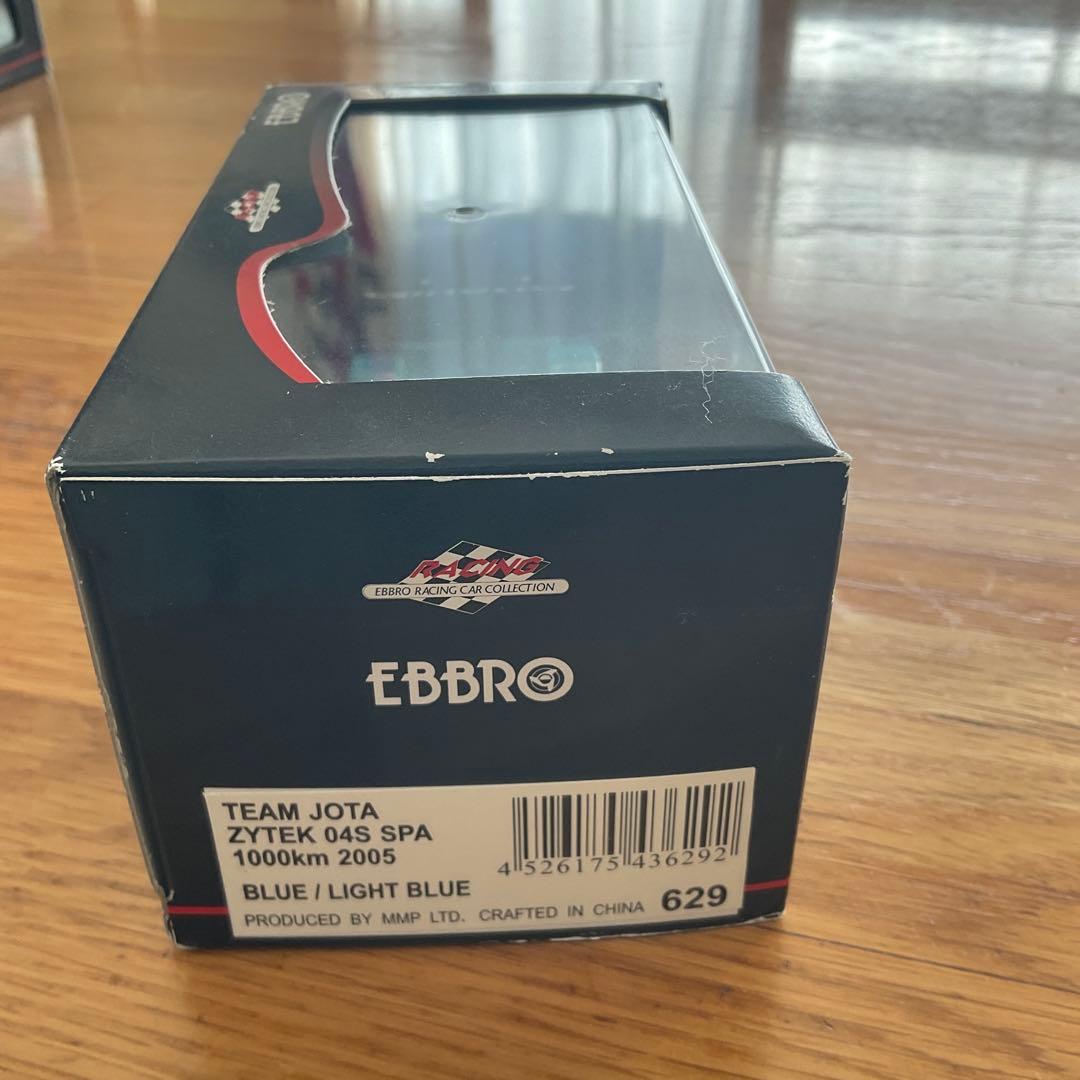 EBBRO
RACING
EBBRO RACING CAR COLLECTION
EBBRO
TEAM JOTA
ZYTEK 04S SPA
1000km 2005
BLUE / LIGHT BLUE
PRODUCED BY MMP LTD. CRAFTED IN CHINA
4 526175 436292
629